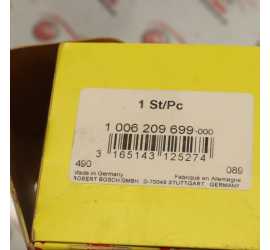 1 St/Pc
1 006 209 699-000
3 165143 125274
490 089
Made in Germany Fabriqué en Allemagne
ROBERT BOSCH GMBH D-70049 STUTTGART GERMANY